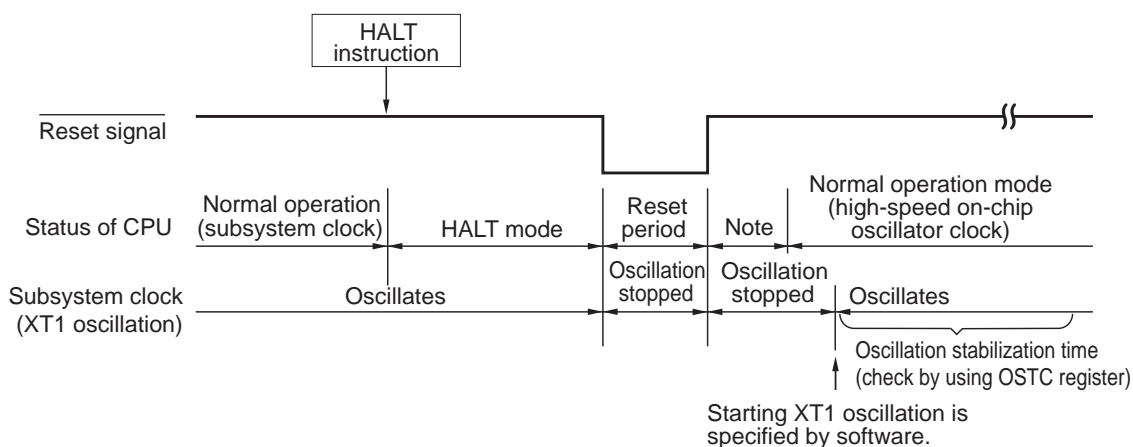 HALT
instruction
Reset signal
Status of CPU
Normal operation
(subsystem clock)
HALT mode
Reset
period
Note
Normal operation mode
(high-speed on-chip
oscillator clock)
Subsystem clock
(XT1 oscillation)
Oscillates
Oscillation
stopped
Oscillation
stopped
Oscillates
Oscillation stabilization time
(check by using OSTC register)
Starting XT1 oscillation is
specified by software.